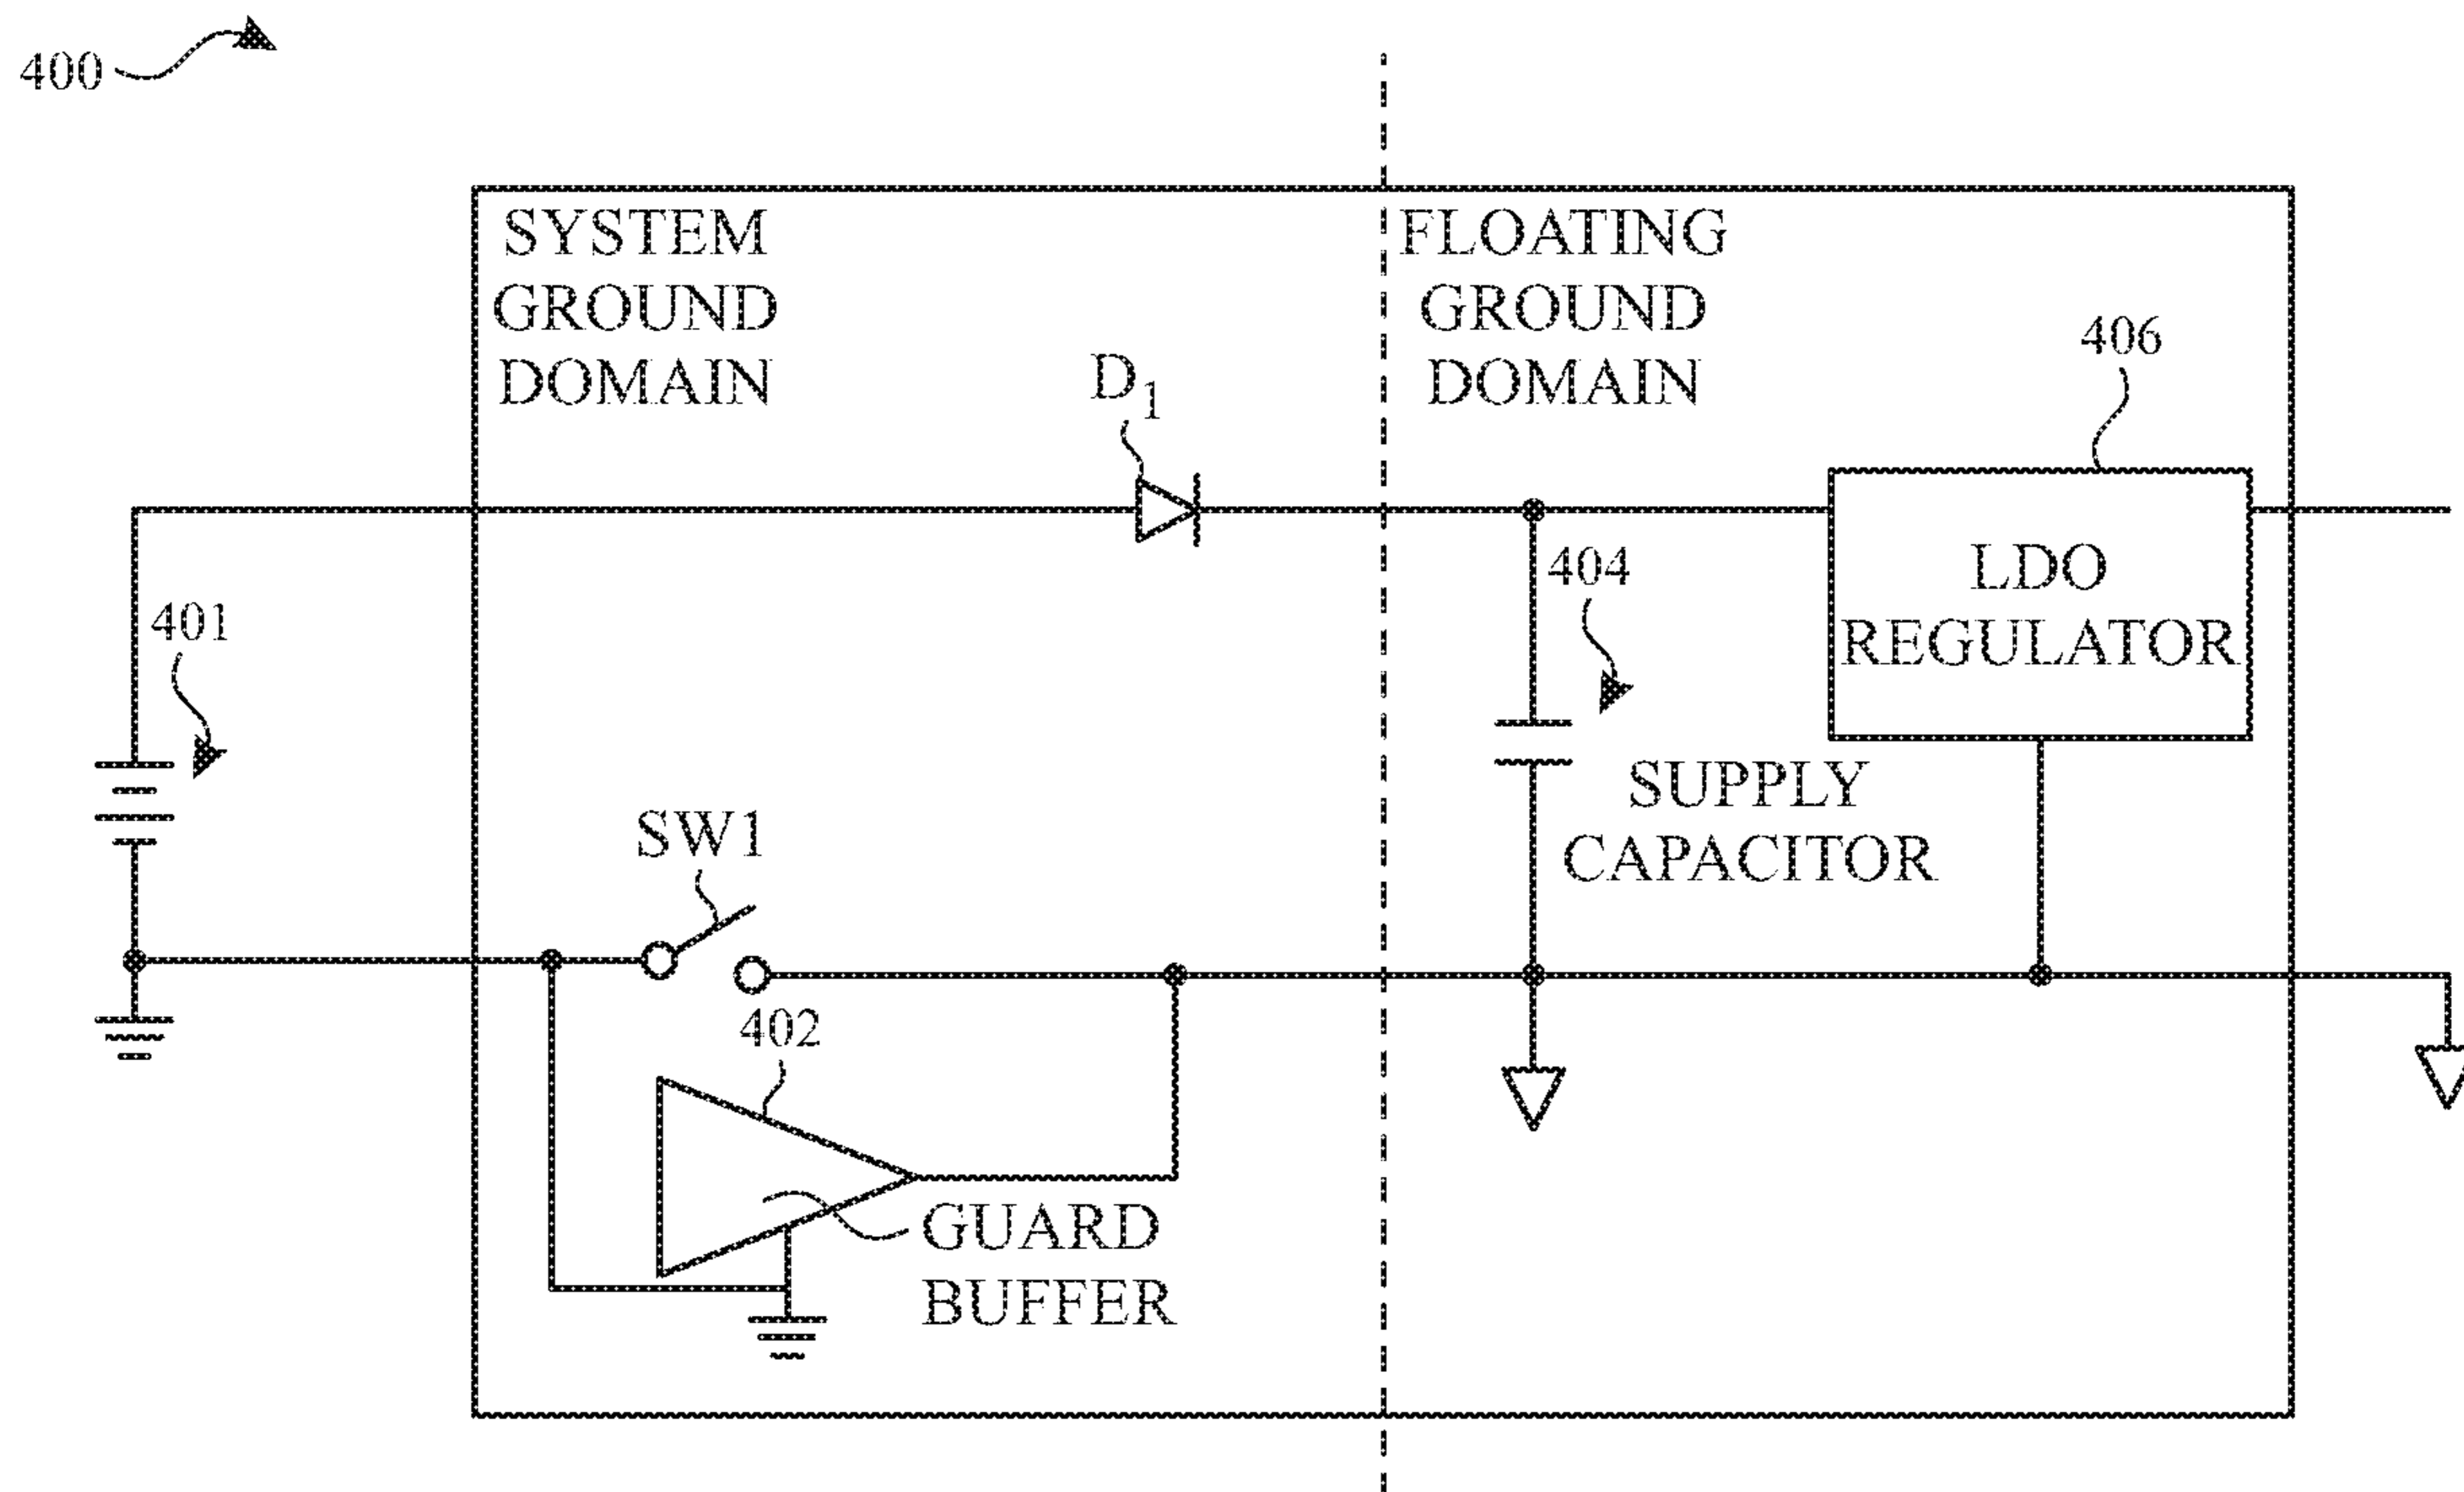 400
SYSTEM
GROUND
DOMAIN
FLOATING
GROUND
DOMAIN
D1
406
401
404
LDO
REGULATOR
SUPPLY
CAPACITOR
SW1
402
GUARD
BUFFER